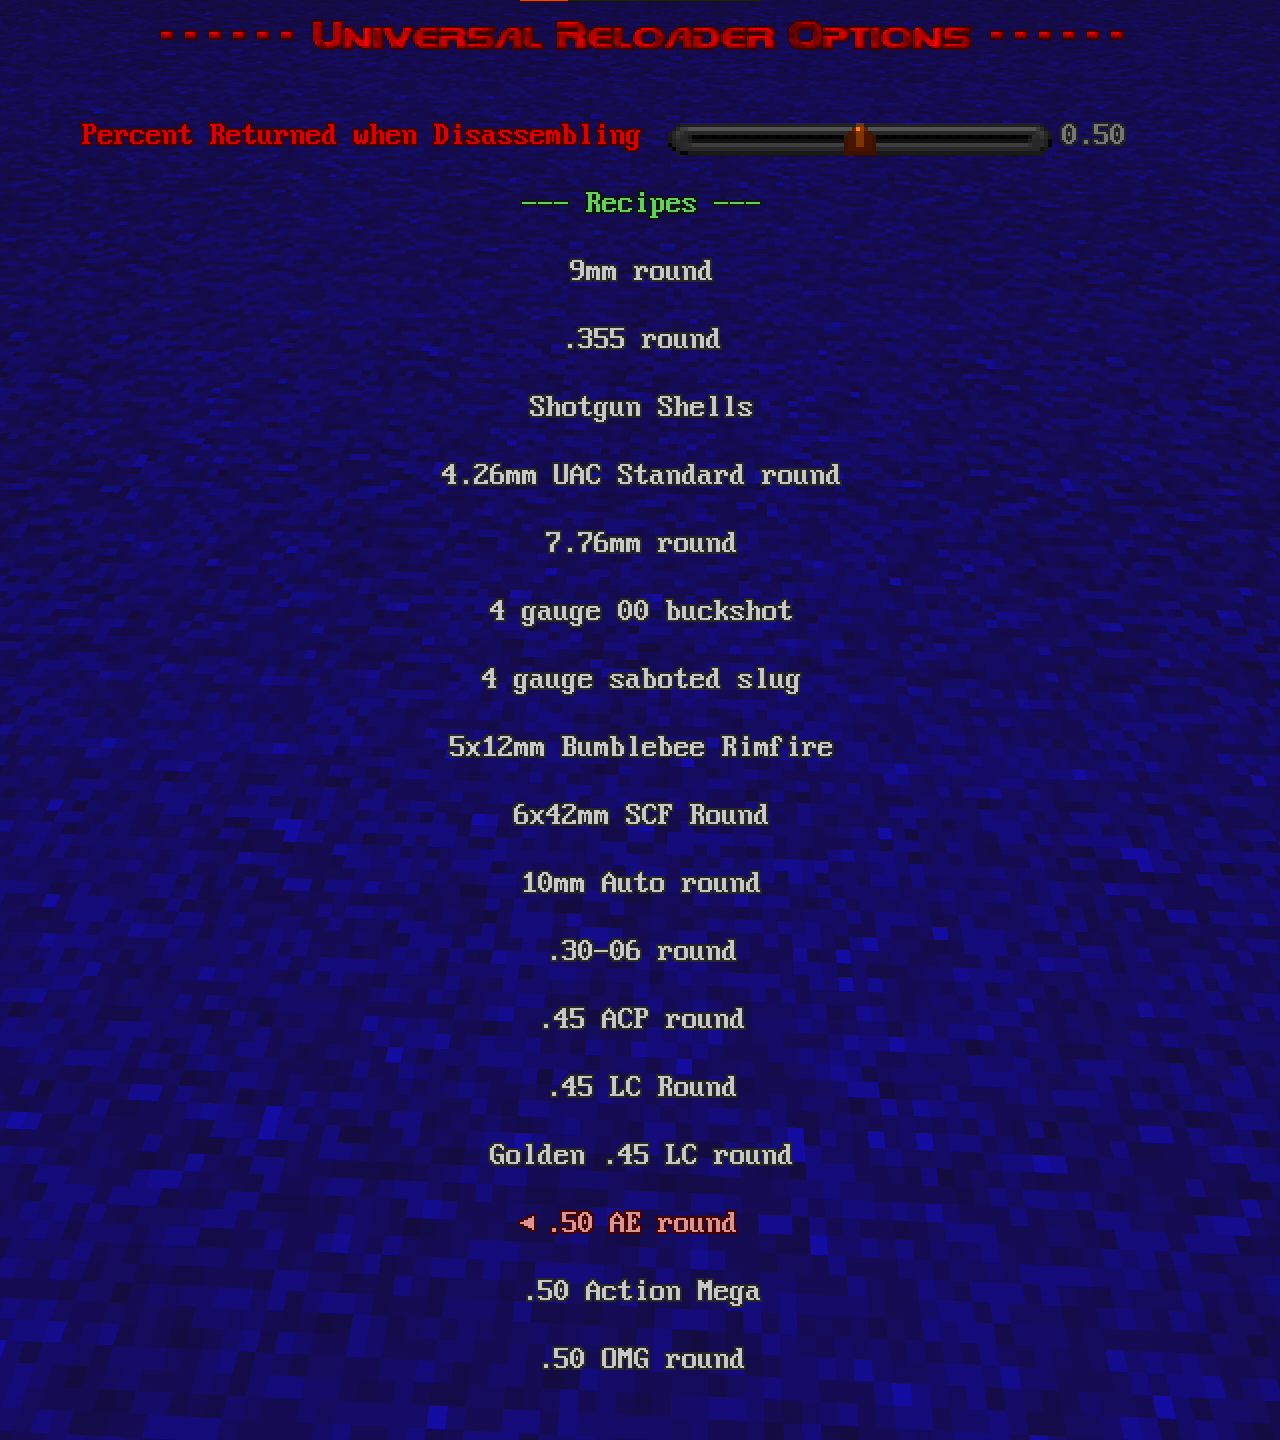 ------ Universal Reloader Options ------
Percent Returned when Disassembling 0.50
--- Recipes ---
9mm round
.355 round
Shotgun Shells
4.26mm UAC Standard round
7.76mm round
4 gauge 00 buckshot
4 gauge saboted slug
5x12mm Bumblebee Rimfire
6x42mm SCF Round
10mm Auto round
.30-06 round
.45 ACP round
.45 LC Round
Golden .45 LC round
◄ .50 AE round
.50 Action Mega
.50 OMG round